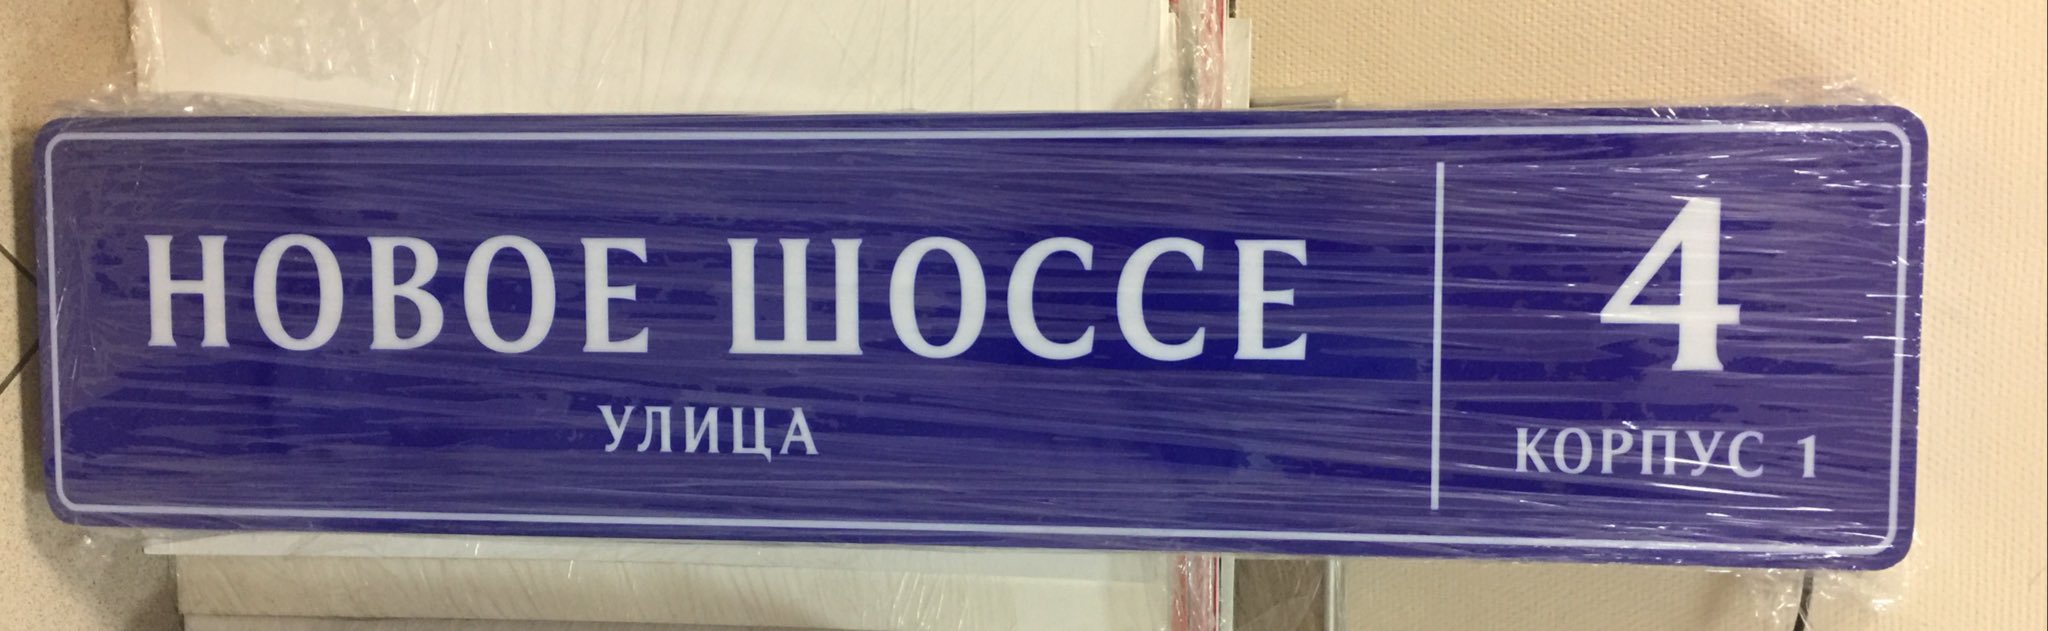 НОВОЕ ШОССЕ
УЛИЦА
4
КОРПУС 1